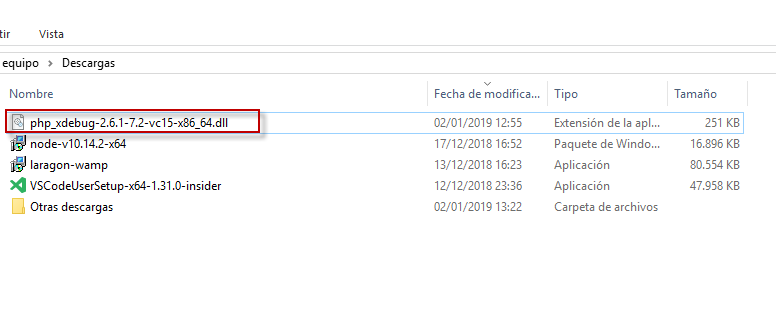 tir Vista
equipo > Descargas
Nombre Fecha de modifica... Tipo Tamaño
php_xdebug-2.6.1-7.2-vc15-x86_64.dll 02/01/2019 12:55 Extensión de la apl... 251 KB
node-v10.14.2-x64 17/12/2018 16:52 Paquete de Windo... 16.896 KB
laragon-wamp 13/12/2018 16:23 Aplicación 80.554 KB
VSCodeUserSetup-x64-1.31.0-insider 12/12/2018 23:36 Aplicación 47.958 KB
Otras descargas 02/01/2019 13:22 Carpeta de archivos